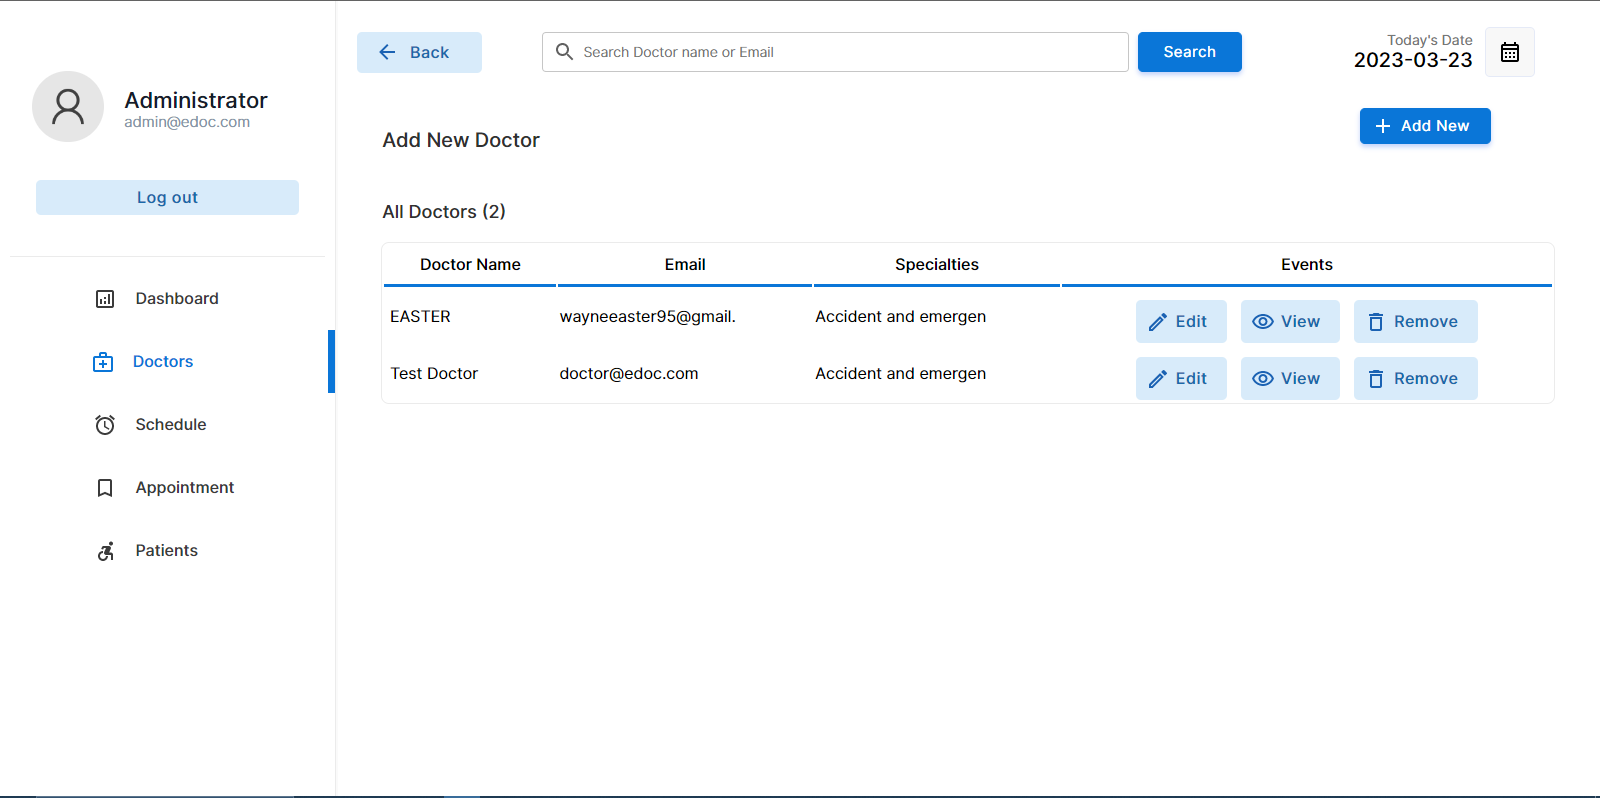 Administrator
admin@edoc.com
Log out
Dashboard
Doctors
Schedule
Appointment
Patients
Back
Search Doctor name or Email
Search
Today's Date
2023-03-23
Add New Doctor
Add New
All Doctors (2)
Doctor Name Email Specialties Events
EASTER wayneeaster95@gmail. Accident and emergen Edit View Remove
Test Doctor doctor@edoc.com Accident and emergen Edit View Remove